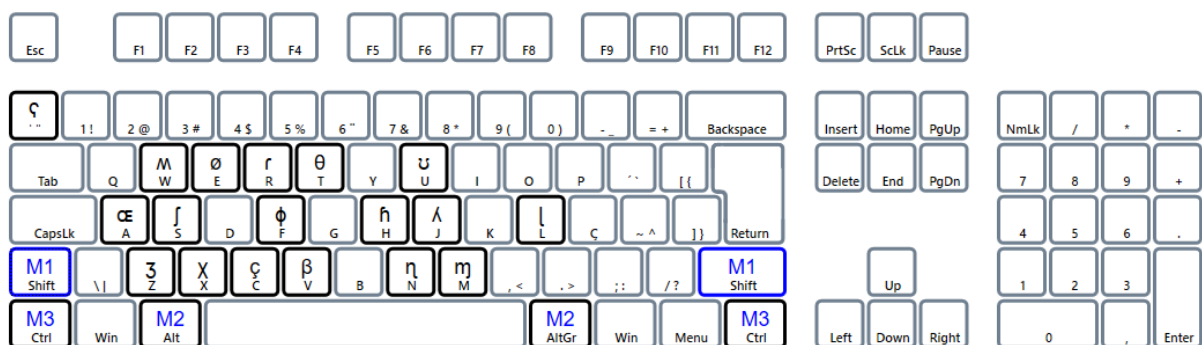 Esc F1 F2 F3 F4 F5 F6 F7 F8 F9 F10 F11 F12 PrtSc ScLk Pause
ʕ
' " 1 ! 2 @ 3 # 4 $ 5 % 6 ¨ 7 & 8 * 9 ( 0 ) - _ = + Backspace Insert Home PgUp NmLk / * -
ʍ ø ɾ θ ʊ
Tab Q W E R T Y U I O P ´ ` [ { Delete End PgDn 7 8 9 +
Œ ʃ ɸ ɦ ʎ ɭ
CapsLk A S D F G H J K L Ç ~ ^ ] } Return 4 5 6 .
M1 ʒ χ ç β ɳ ɱ M1
Shift \ | Z X C V B N M , < . > ; : / ? Shift Up 1 2 3
M3 M2 M2 M3
Ctrl Win Alt AltGr Win Menu Ctrl Left Down Right 0 , Enter